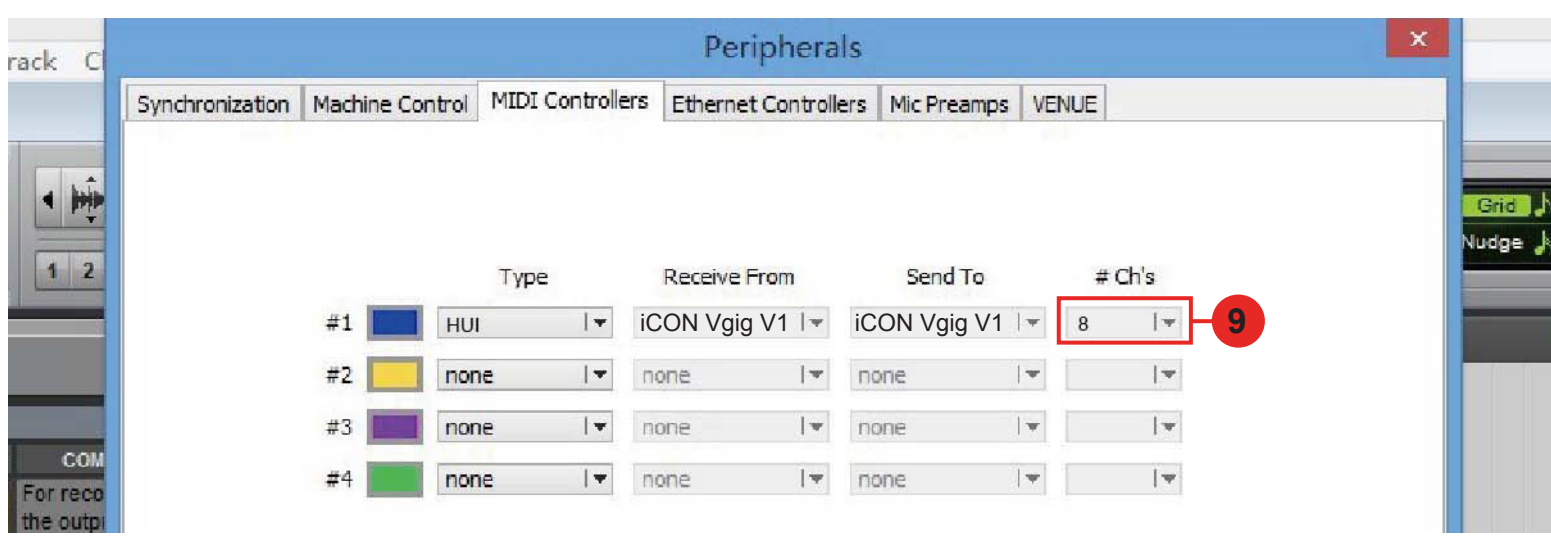 Peripherals
rack
Synchronization Machine Control MIDI Controllers Ethernet Controllers Mic Preamps VENUE
Grid
Nudge
1 2
Type Receive From Send To # Ch's
#1 HUI iCON Vgig V1 iCON Vgig V1 8 9
#2 none none none
#3 none none none
#4 none none none
COM
For reco
the outp